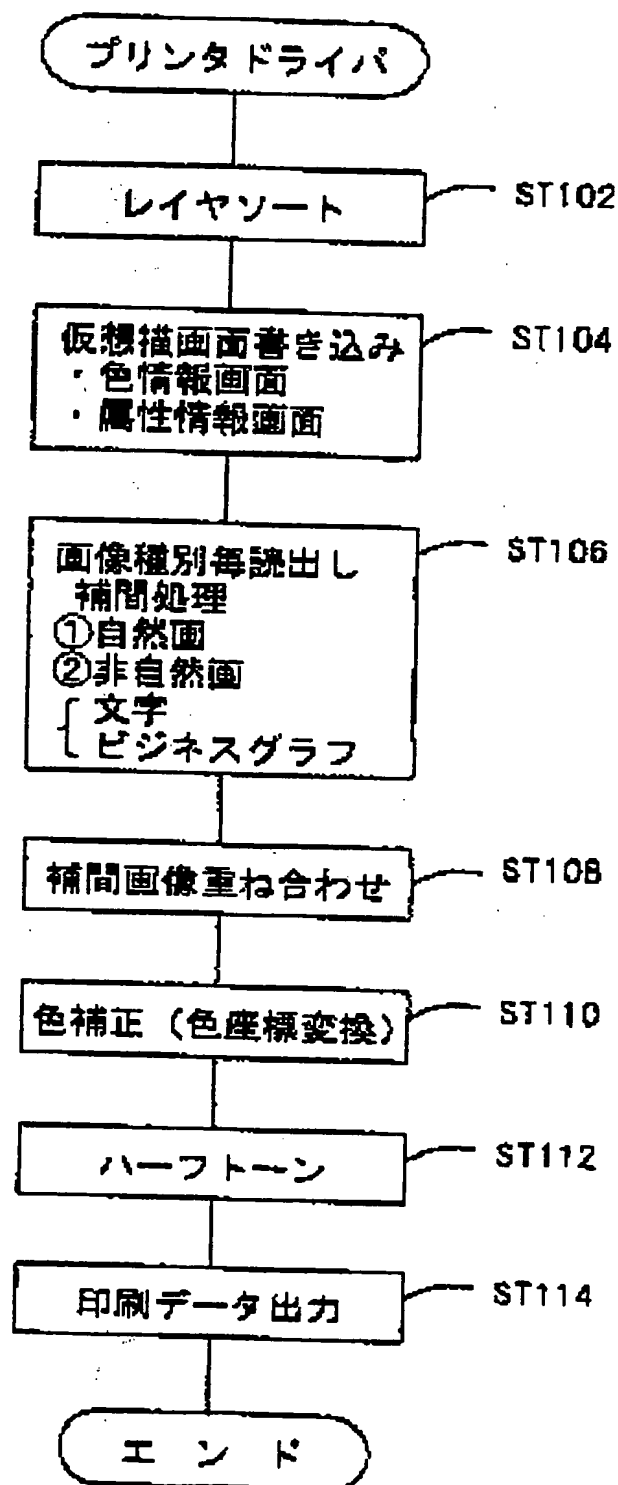 プリンタドライバ
レイヤソート
ST102
仮想描画面書き込み
・色情報画面
・属性情報画面
ST104
画像種別毎読出し
補間処理
①自然画
②非自然画
文字
ビジネスグラフ
ST106
補間画像重ね合わせ
ST108
色補正（色座標変換）
ST110
ハーフトーン
ST112
印刷データ出力
ST114
エンド